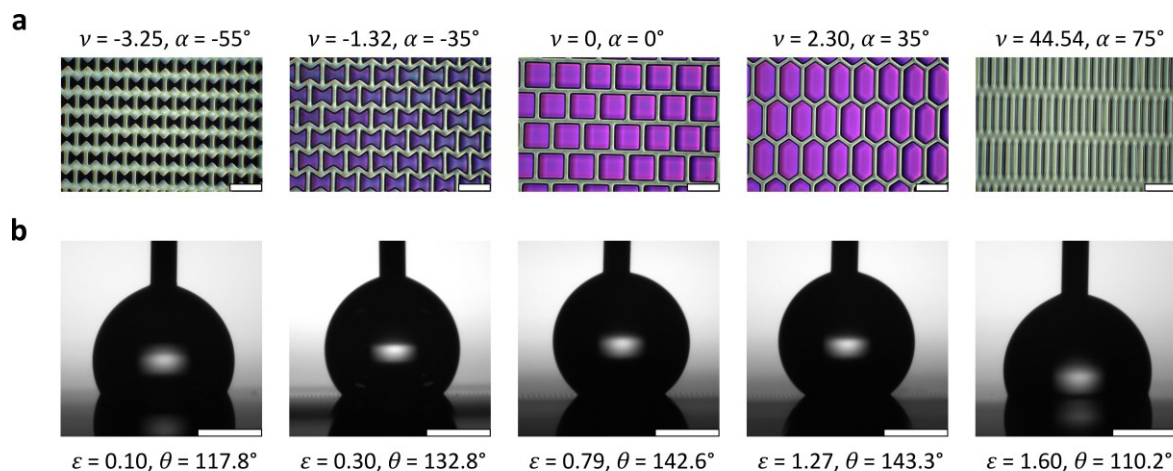 a
ν = -3.25, α = -55° ν = -1.32, α = -35° ν = 0, α = 0° ν = 2.30, α = 35° ν = 44.54, α = 75°
b
ε = 0.10, θ = 117.8° ε = 0.30, θ = 132.8° ε = 0.79, θ = 142.6° ε = 1.27, θ = 143.3° ε = 1.60, θ = 110.2°